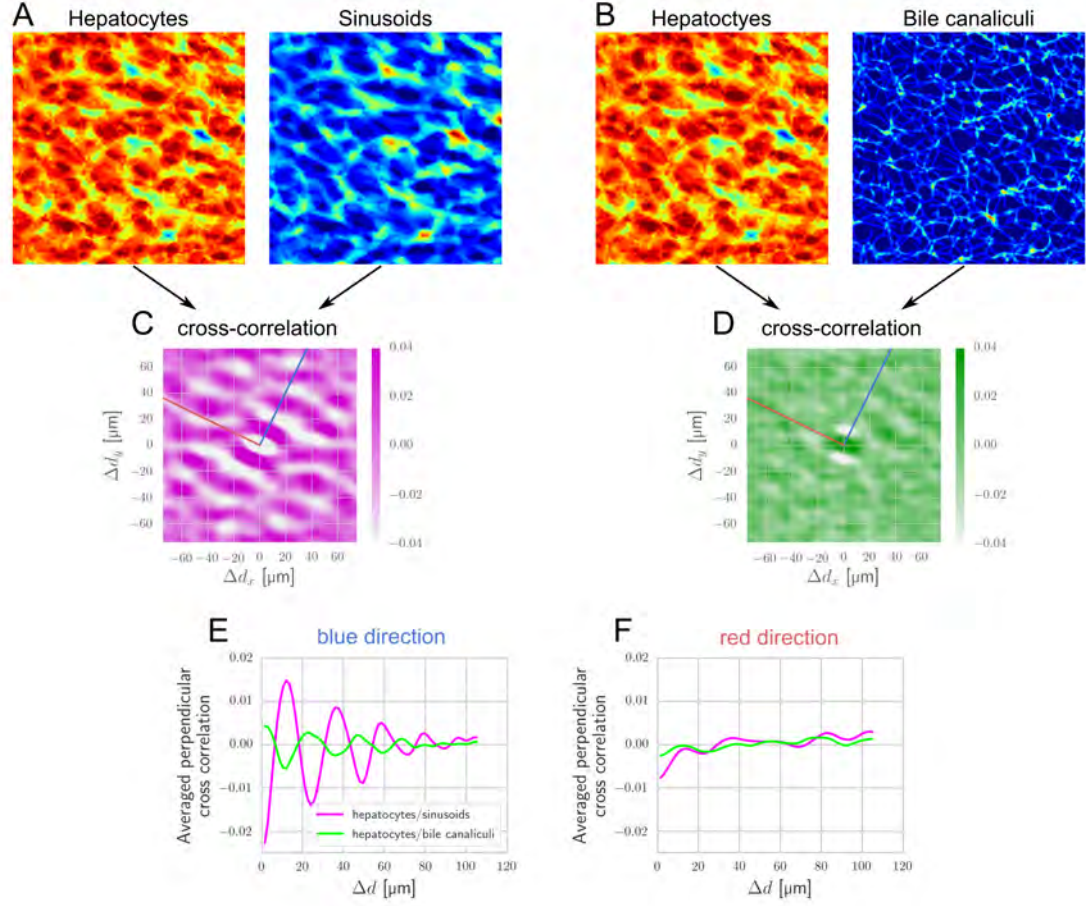 A
Hepatocytes
Sinusoids
B
Hepatoctyes
Bile canaliculi
C
cross-correlation
60
40
20
0
−20
−40
−60
Δd_y [µm]
−60 −40 −20 0 20 40 60
Δd_x [µm]
0.04
0.02
0.00
−0.02
−0.04
D
cross-correlation
60
40
20
0
−20
−40
−60
Δd_y [µm]
−60 −40 −20 0 20 40 60
Δd_x [µm]
0.04
0.02
0.00
−0.02
−0.04
E
blue direction
Averaged perpendicular
cross correlation
0.02
0.01
0.00
−0.01
−0.02
hepatocytes/sinusoids
hepatocytes/bile canaliculi
0 20 40 60 80 100 120
Δd [µm]
F
red direction
Averaged perpendicular
cross correlation
0.02
0.01
0.00
−0.01
−0.02
0 20 40 60 80 100 120
Δd [µm]